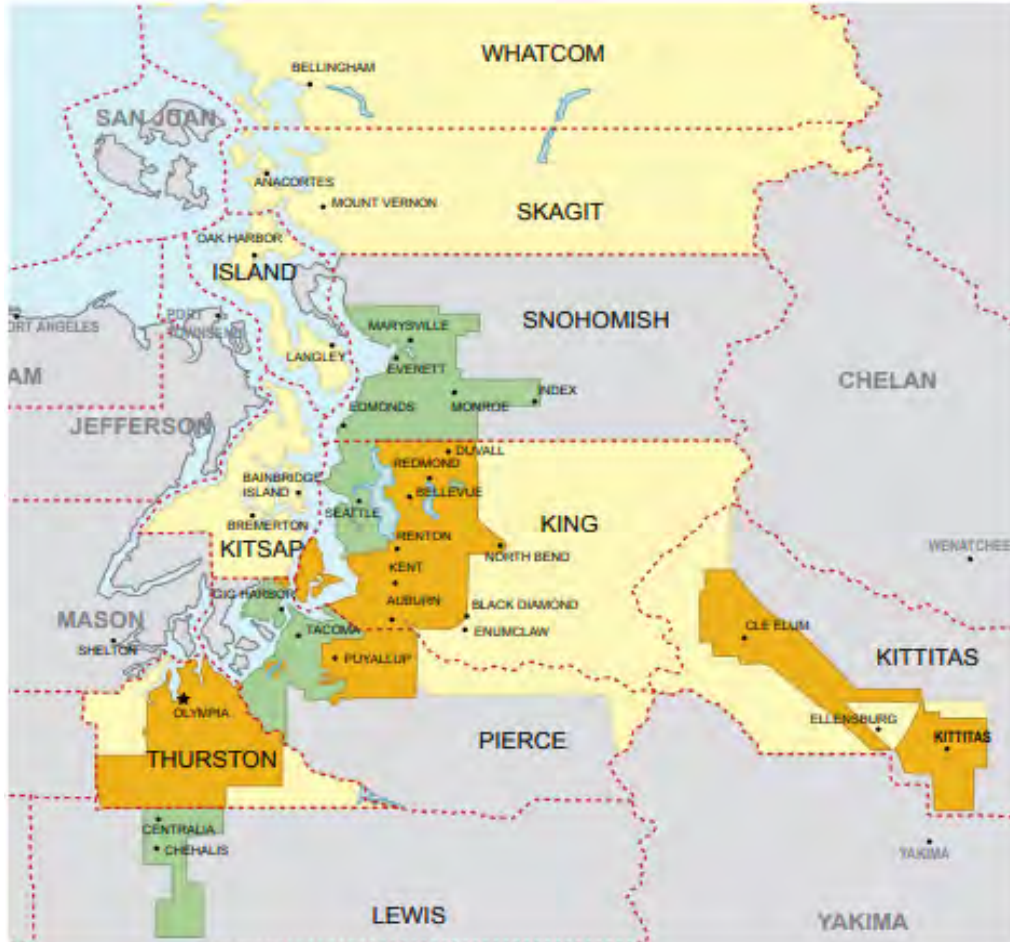 WHATCOM
BELLINGHAM
SAN JUAN
ANACORTES
MOUNT VERNON
SKAGIT
OAK HARBOR
ISLAND
PORT
TOWNSEND
ORT ANGELES
MARYSVILLE
SNOHOMISH
LANGLEY
EVERETT
AM
CHELAN
INDEX
EDMONDS
MONROE
JEFFERSON
DUVALL
REDMOND
BAINBRIDGE
ISLAND
BELLEVUE
SEATTLE
KING
BREMERTON
RENTON
KITSAP
NORTH BEND
WENATCHEE
KENT
GIG HARBOR
AUBURN
BLACK DIAMOND
MASON
TACOMA
ENUMCLAW
CLE ELUM
SHELTON
PUYALLUP
KITTITAS
OLYMPIA
ELLENSBURG
PIERCE
KITTITAS
THURSTON
CENTRALIA
CHEHALIS
YAKIMA
LEWIS
YAKIMA